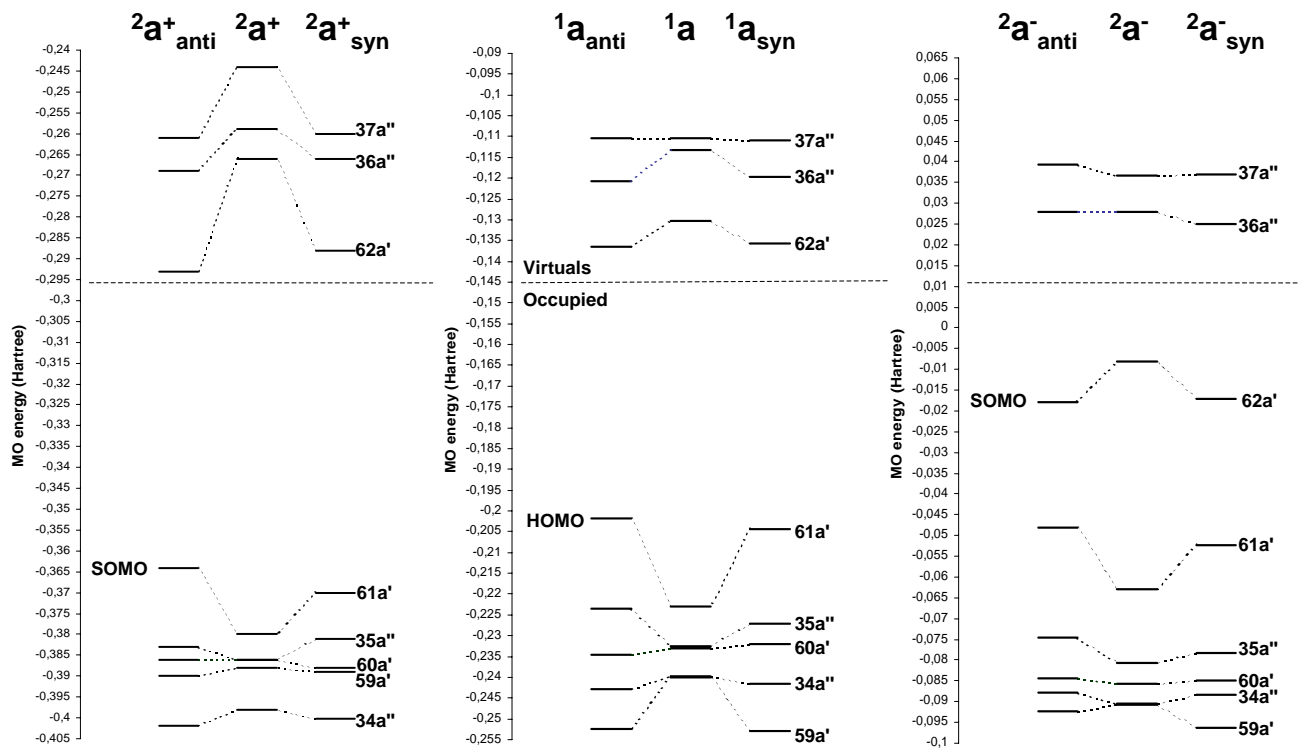 ²a⁺anti ²a⁺ ²a⁺syn
-0,24
-0,245
-0,25
-0,255
-0,26
-0,265
-0,27
-0,275
-0,28
-0,285
-0,29
-0,295
-0,3
-0,305
-0,31
-0,315
-0,32
-0,325
-0,33
-0,335
-0,34
-0,345
-0,35
-0,355
-0,36
-0,365
-0,37
-0,375
-0,38
-0,385
-0,39
-0,395
-0,4
-0,405
MO energy (Hartree)
37a"
36a"
62a'
SOMO
61a'
35a"
60a'
59a'
34a"
¹aanti ¹a ¹asyn
-0,09
-0,095
-0,1
-0,105
-0,11
-0,115
-0,12
-0,125
-0,13
-0,135
-0,14
-0,145
-0,15
-0,155
-0,16
-0,165
-0,17
-0,175
-0,18
-0,185
-0,19
-0,195
-0,2
-0,205
-0,21
-0,215
-0,22
-0,225
-0,23
-0,235
-0,24
-0,245
-0,25
-0,255
MO energy (Hartree)
37a"
36a"
62a'
Virtuals
Occupied
HOMO
61a'
35a"
60a'
34a"
59a'
²a⁻anti ²a⁻ ²a⁻syn
0,065
0,06
0,055
0,05
0,045
0,04
0,035
0,03
0,025
0,02
0,015
0,01
0,005
0
-0,005
-0,01
-0,015
-0,02
-0,025
-0,03
-0,035
-0,04
-0,045
-0,05
-0,055
-0,06
-0,065
-0,07
-0,075
-0,08
-0,085
-0,09
-0,095
-0,1
MO energy (Hartree)
37a"
36a"
SOMO
62a'
61a'
35a"
60a'
34a"
59a'